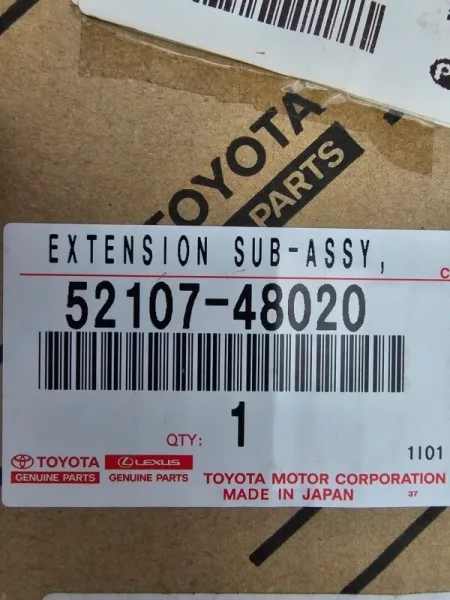 TOYOTA
PARTS
EXTENSION SUB-ASSY,
C
52107-48020
QTY: 1
1I01
TOYOTA
GENUINE PARTS
LEXUS
GENUINE PARTS
TOYOTA MOTOR CORPORATION
MADE IN JAPAN
37